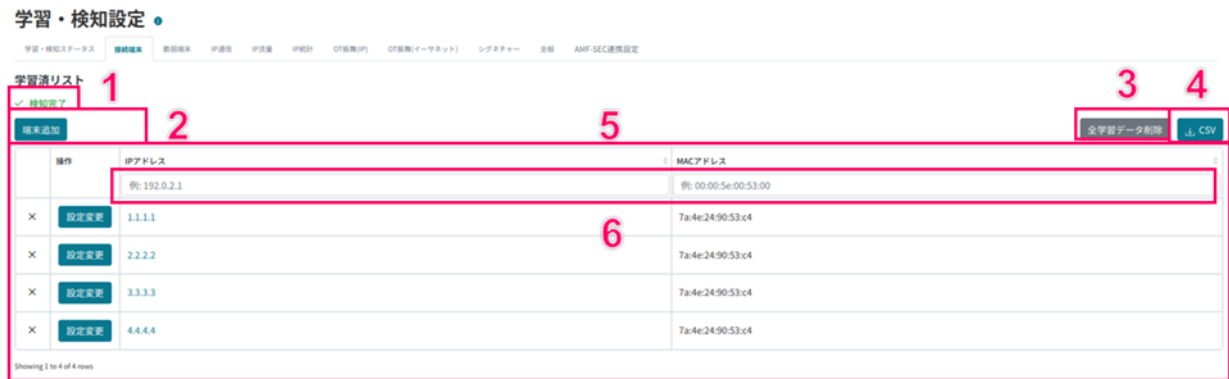 学習・検知設定
学習・検知ステータス 接続端末 脆弱端末 IP通信 IP流量 IP統計 OT振舞(IP) OT振舞(イーサネット) シグネチャー 全般 AMF-SEC連携設定
学習済リスト
1
検知完了
3 4
端末追加 2 5 全学習データ削除 CSV
操作 IPアドレス MACアドレス
例: 192.0.2.1 例: 00:00:5e:00:53:00
× 設定変更 1.1.1.1 7a:4e:24:90:53:c4
6
× 設定変更 2.2.2.2 7a:4e:24:90:53:c4
× 設定変更 3.3.3.3 7a:4e:24:90:53:c4
× 設定変更 4.4.4.4 7a:4e:24:90:53:c4
Showing 1 to 4 of 4 rows